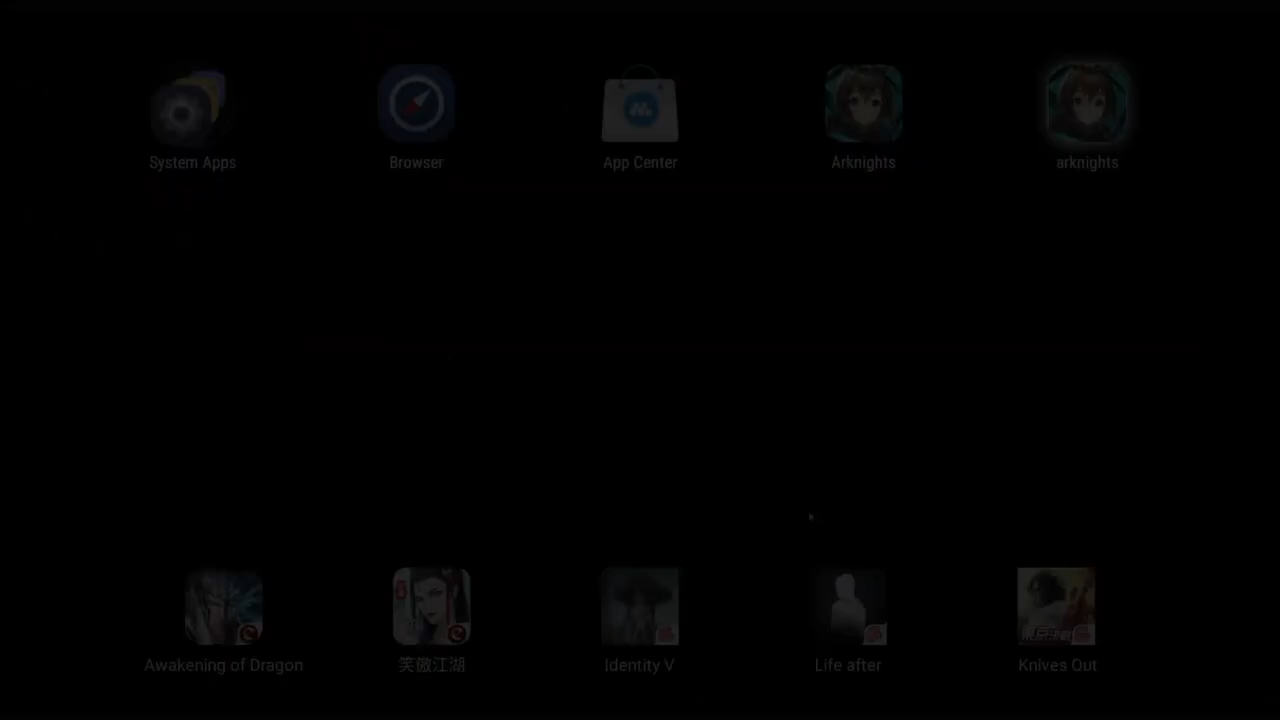 System Apps
Browser
App Center
Arknights
arknights
Awakening of Dragon
笑傲江湖
Identity V
Life after
Knives Out